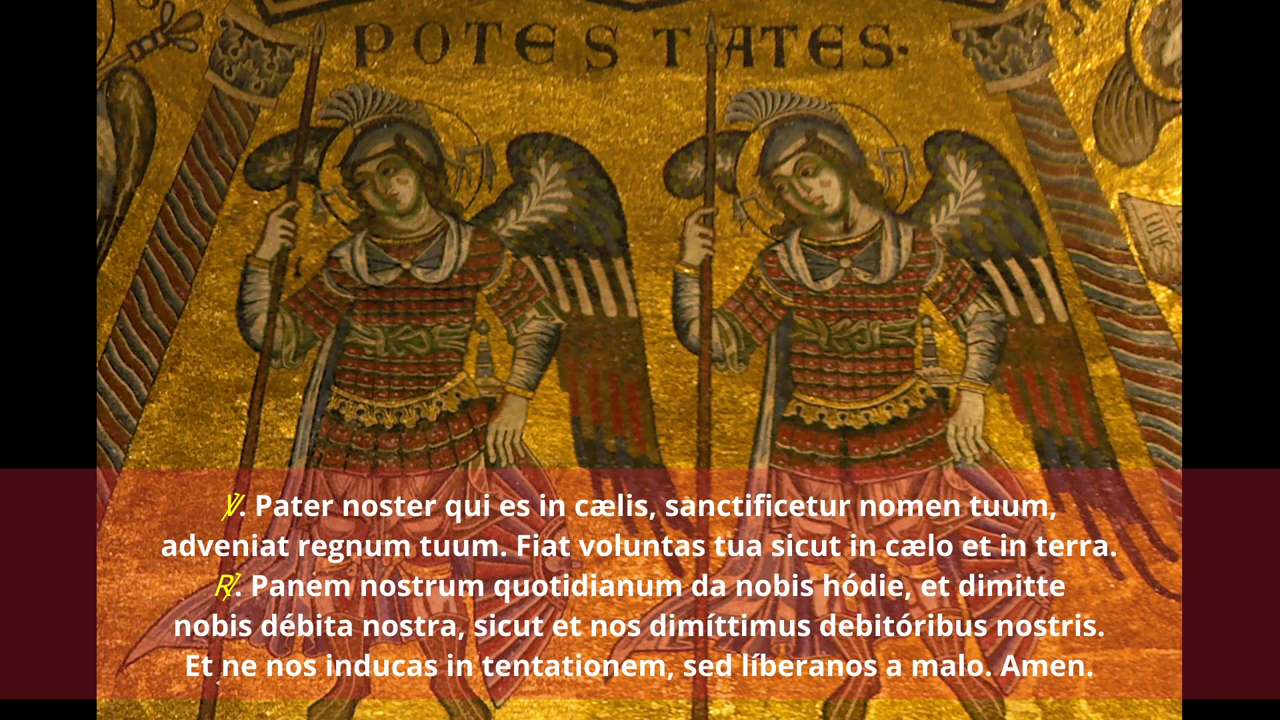 POTESTATES·
℣. Pater noster qui es in cælis, sanctificetur nomen tuum,
adveniat regnum tuum. Fiat voluntas tua sicut in cælo et in terra.
℟. Panem nostrum quotidianum da nobis hódie, et dimitte
nobis débita nostra, sicut et nos dimíttimus debitóribus nostris.
Et ne nos inducas in tentationem, sed líberanos a malo. Amen.